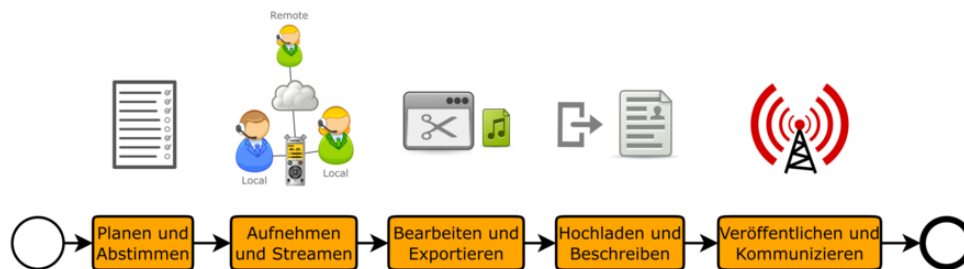 Remote
Local
Local
Planen und
Abstimmen
Aufnehmen
und Streamen
Bearbeiten und
Exportieren
Hochladen und
Beschreiben
Veröffentlichen und
Kommunizieren